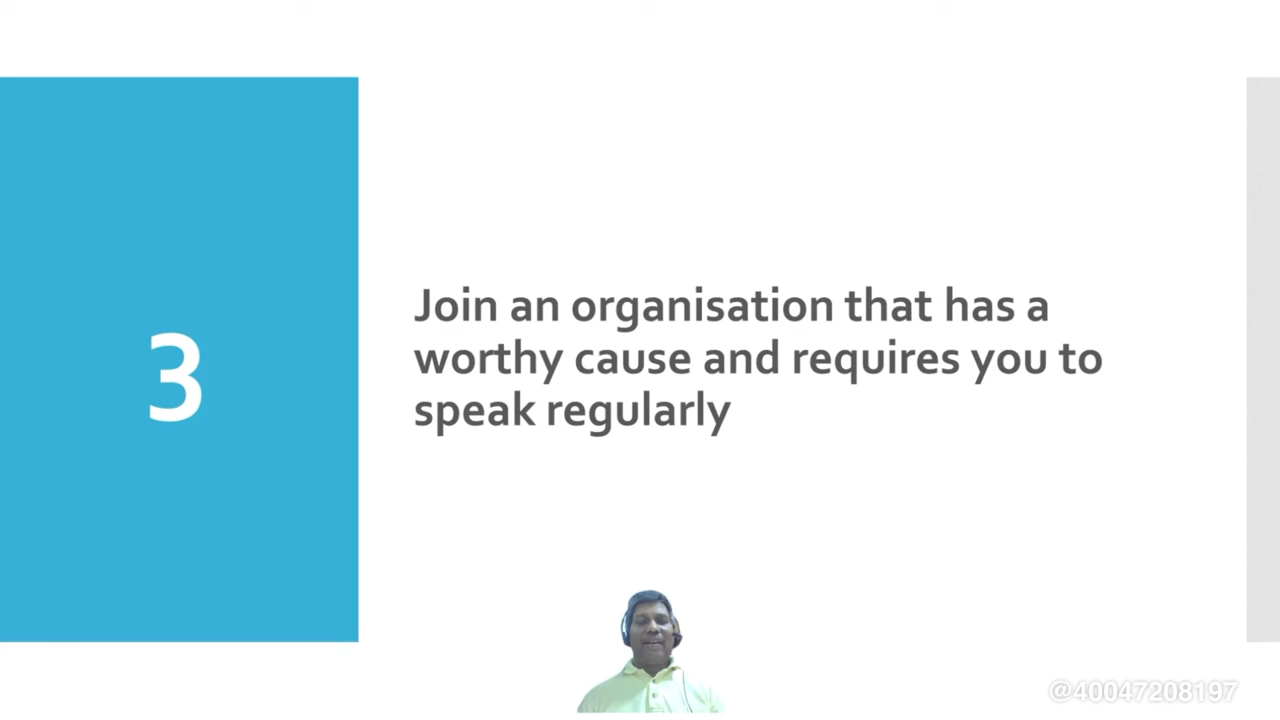 3
Join an organisation that has a
worthy cause and requires you to
speak regularly
@40047208197